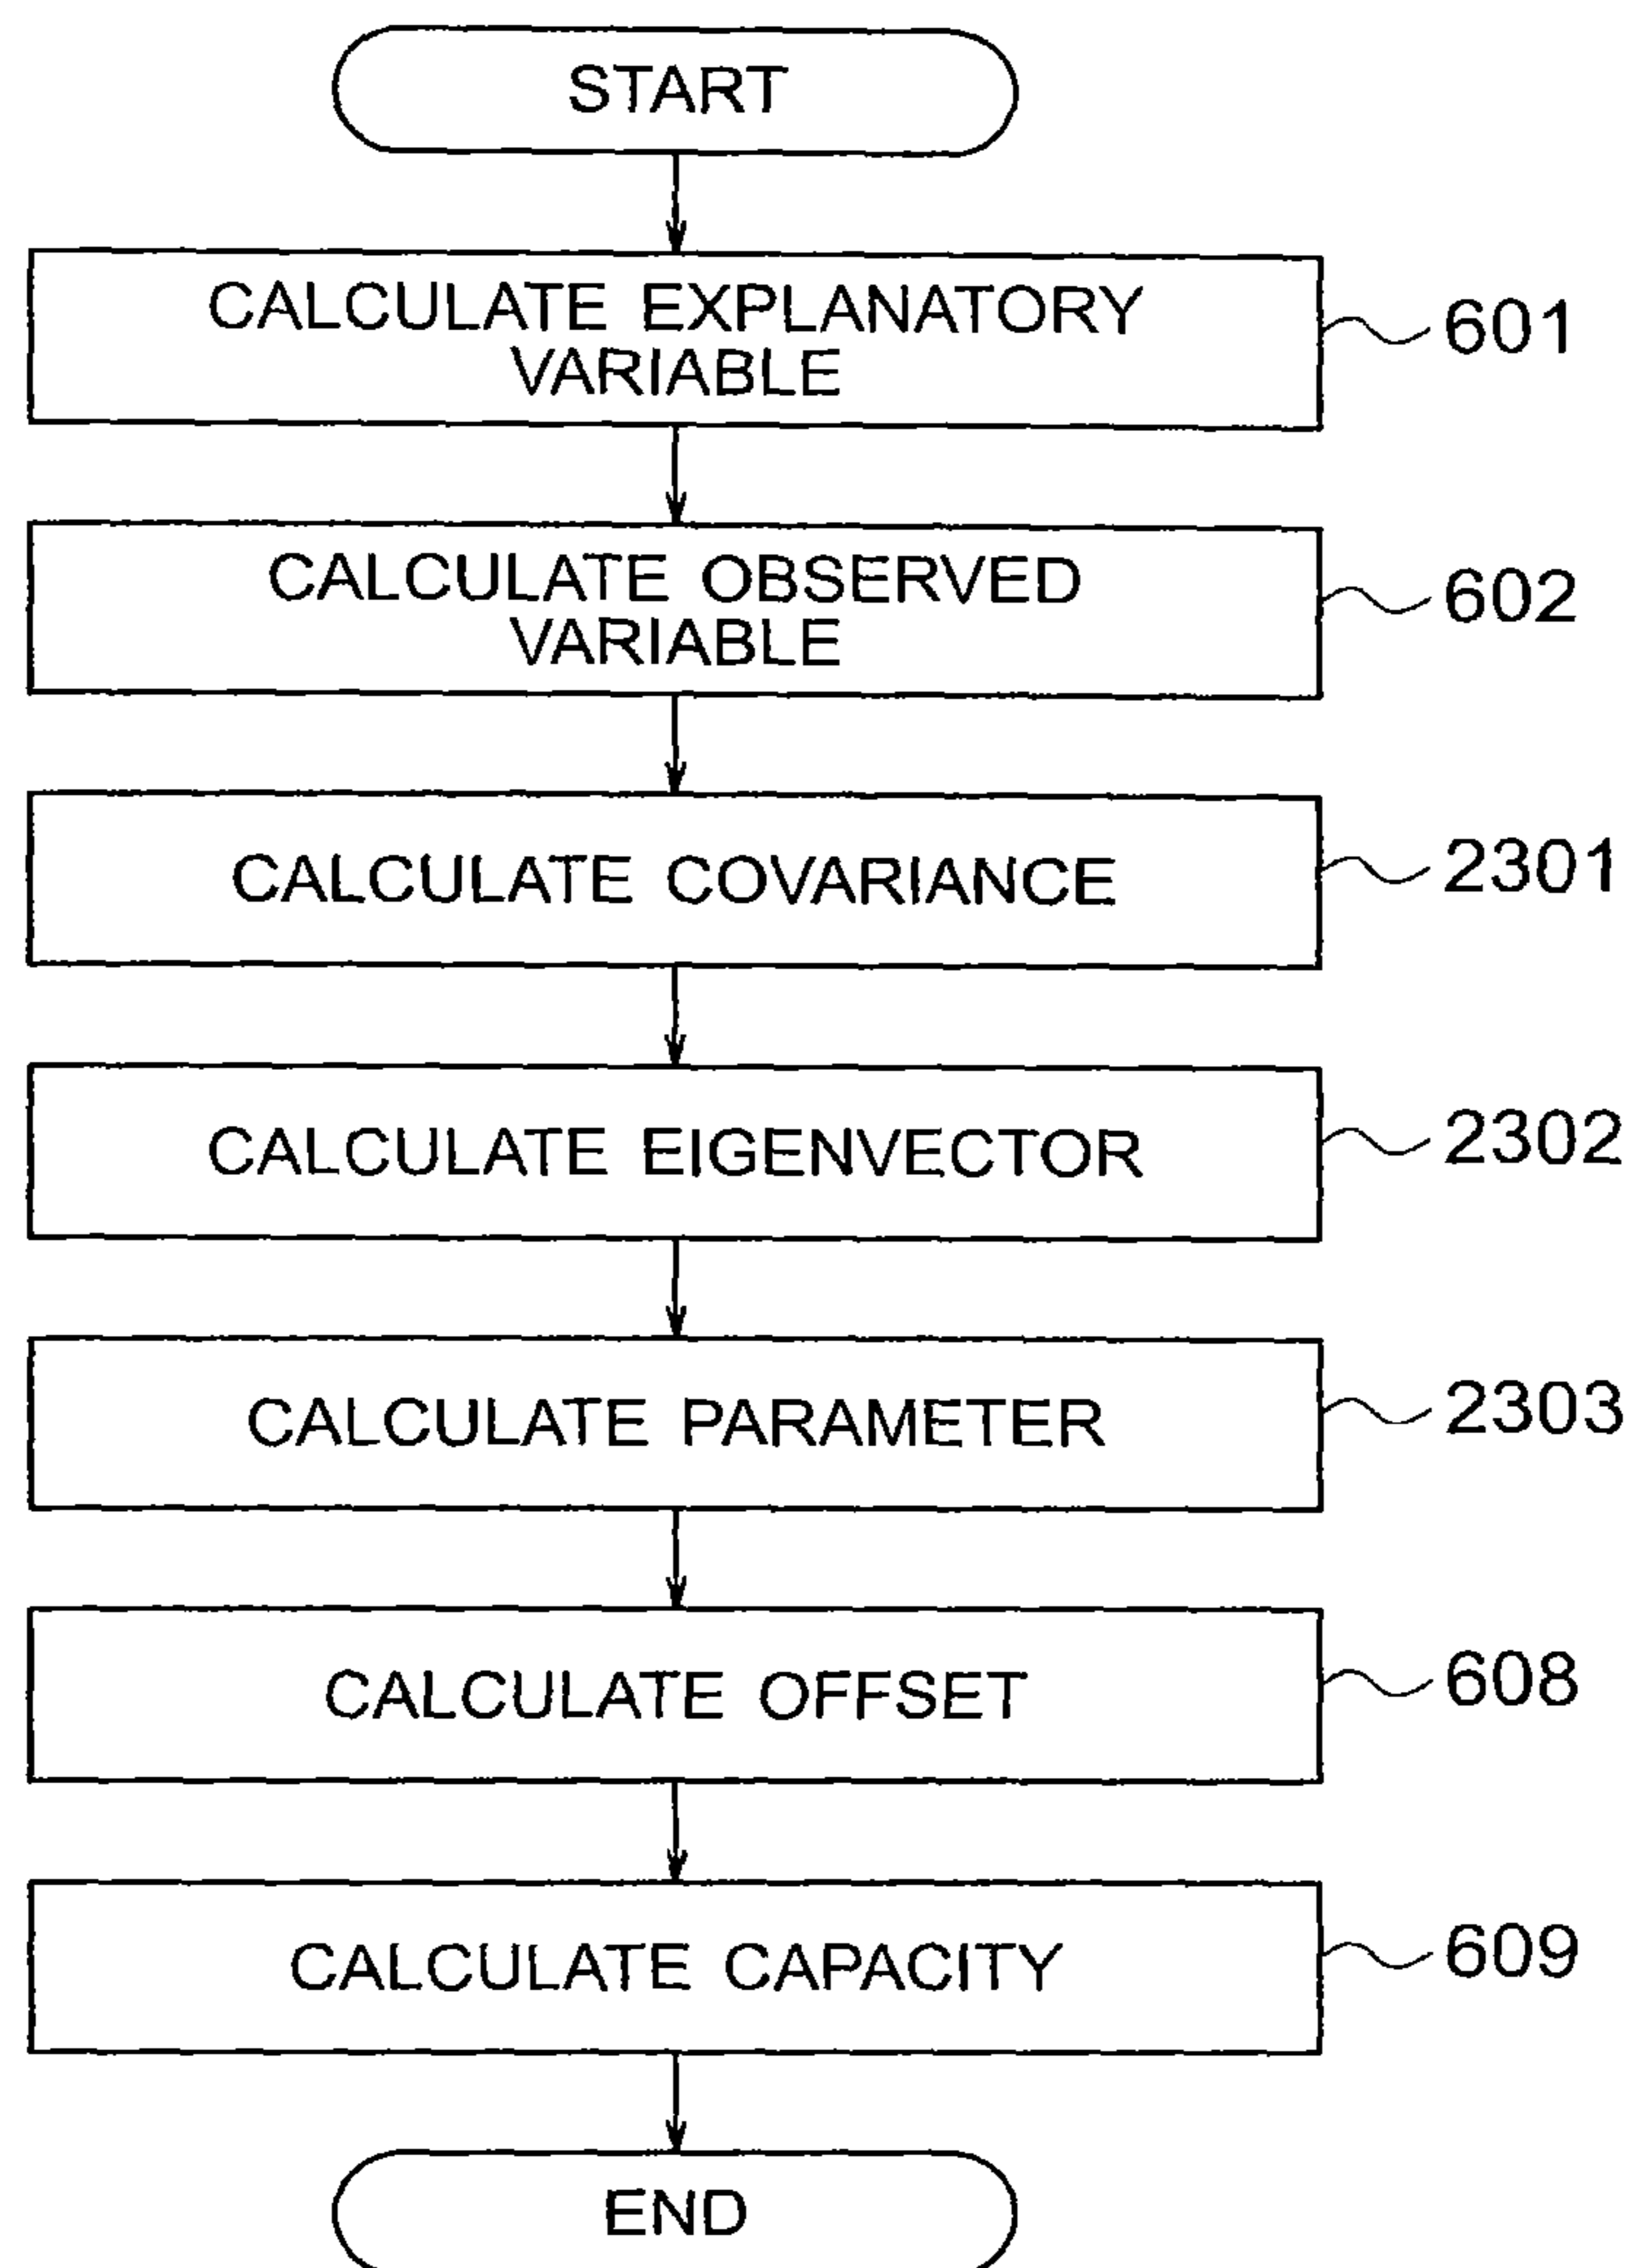 START
CALCULATE EXPLANATORY
VARIABLE
601
CALCULATE OBSERVED
VARIABLE
602
CALCULATE COVARIANCE
2301
CALCULATE EIGENVECTOR
2302
CALCULATE PARAMETER
2303
CALCULATE OFFSET
608
CALCULATE CAPACITY
609
END